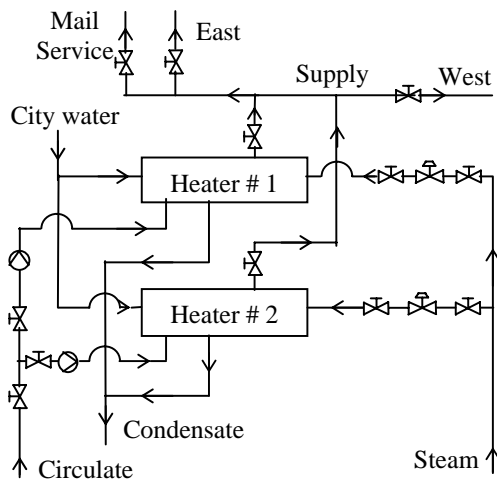 Mail
Service
East
Supply
West
City water
Heater # 1
Heater # 2
Condensate
Circulate
Steam